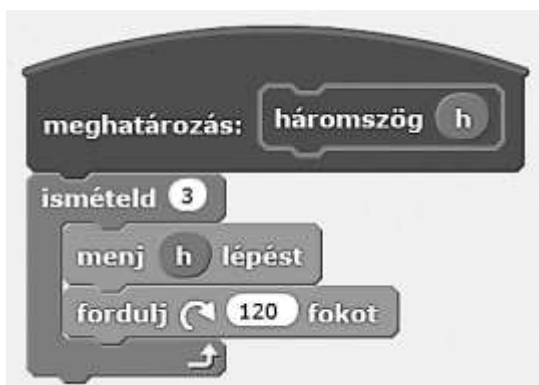 meghatározás: háromszög h
ismételd 3
menj h lépést
fordulj 120 fokot